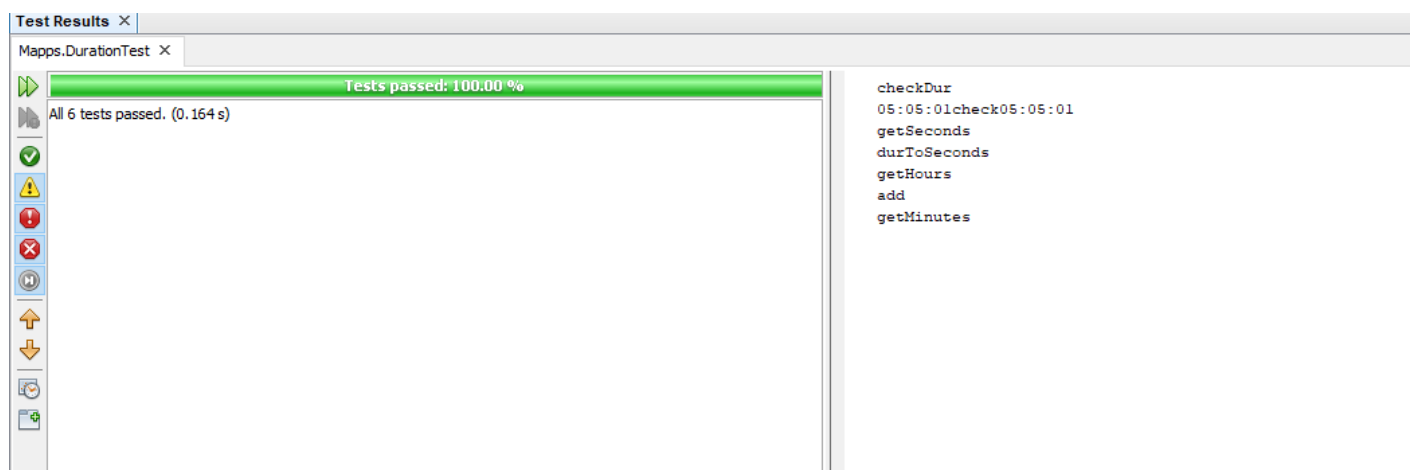 Test Results
Mapps.DurationTest
Tests passed: 100.00 %
All 6 tests passed. (0.164 s)
checkDur
05:05:01check05:05:01
getSeconds
durToSeconds
getHours
add
getMinutes